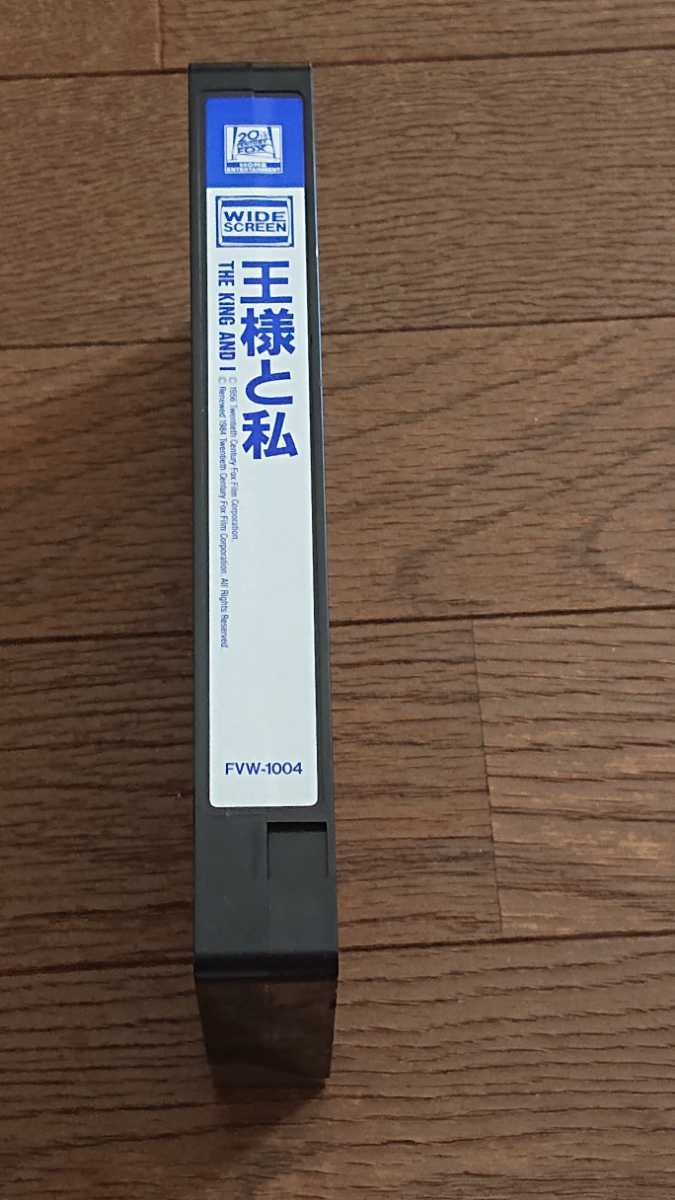 20th
CENTURY
FOX
HOME
ENTERTAINMENT
WIDE
SCREEN
王様と私
THE KING AND I
© 1956 Twentieth Century Fox Film Corporation.
© Renewed 1984 Twentieth Century Fox Film Corporation. All Rights Reserved
FVW-1004